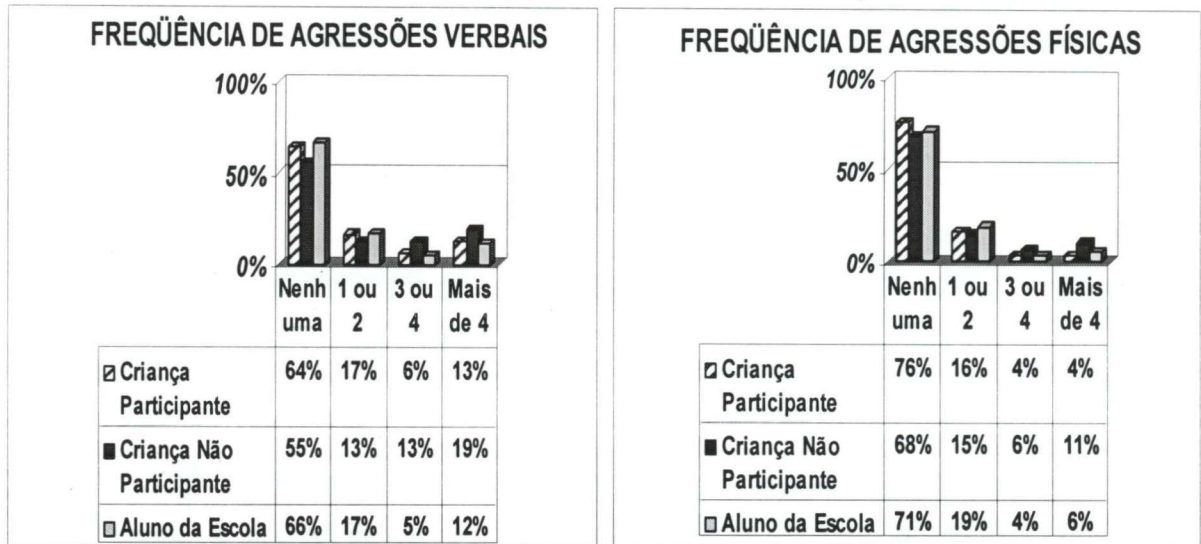 FREQÜÊNCIA DE AGRESSÕES VERBAIS
100%
50%
0%
Nenh uma 1 ou 2 3 ou 4 Mais de 4
Criança Participante 64% 17% 6% 13%
Criança Não Participante 55% 13% 13% 19%
Aluno da Escola 66% 17% 5% 12%
FREQÜÊNCIA DE AGRESSÕES FÍSICAS
100%
50%
0%
Nenh uma 1 ou 2 3 ou 4 Mais de 4
Criança Participante 76% 16% 4% 4%
Criança Não Participante 68% 15% 6% 11%
Aluno da Escola 71% 19% 4% 6%